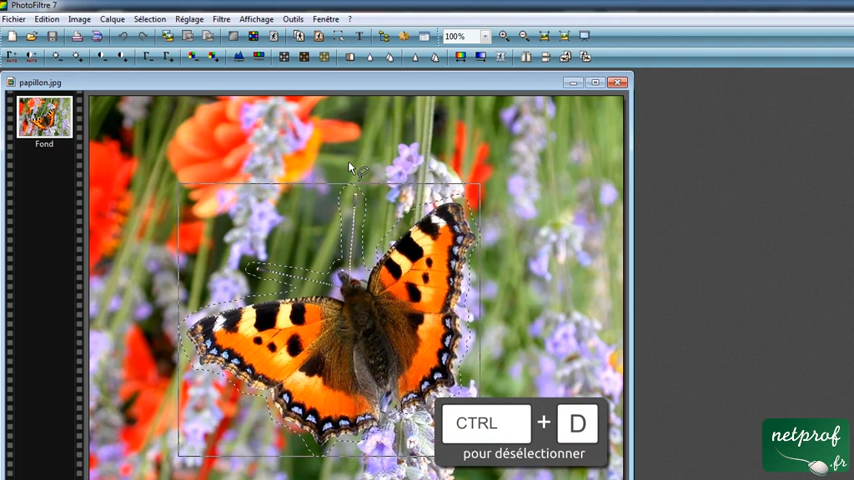 PhotoFiltre 7
Fichier Edition Image Calque Sélection Réglage Filtre Affichage Outils Fenêtre ?
100%
papillon.jpg
Fond
CTRL + D
pour désélectionner
netprof
.fr